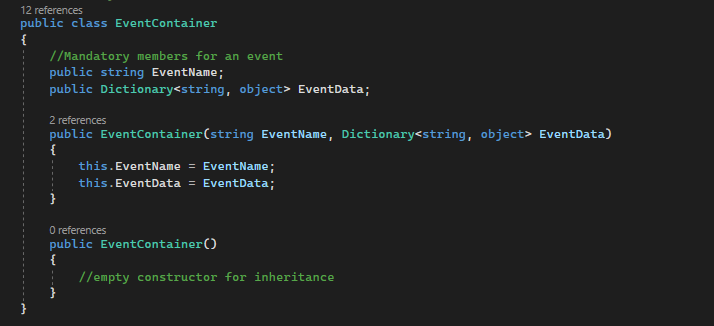 12 references
public class EventContainer
{
//Mandatory members for an event
public string EventName;
public Dictionary<string, object> EventData;
2 references
public EventContainer(string EventName, Dictionary<string, object> EventData)
{
this.EventName = EventName;
this.EventData = EventData;
}
0 references
public EventContainer()
{
//empty constructor for inheritance
}
}